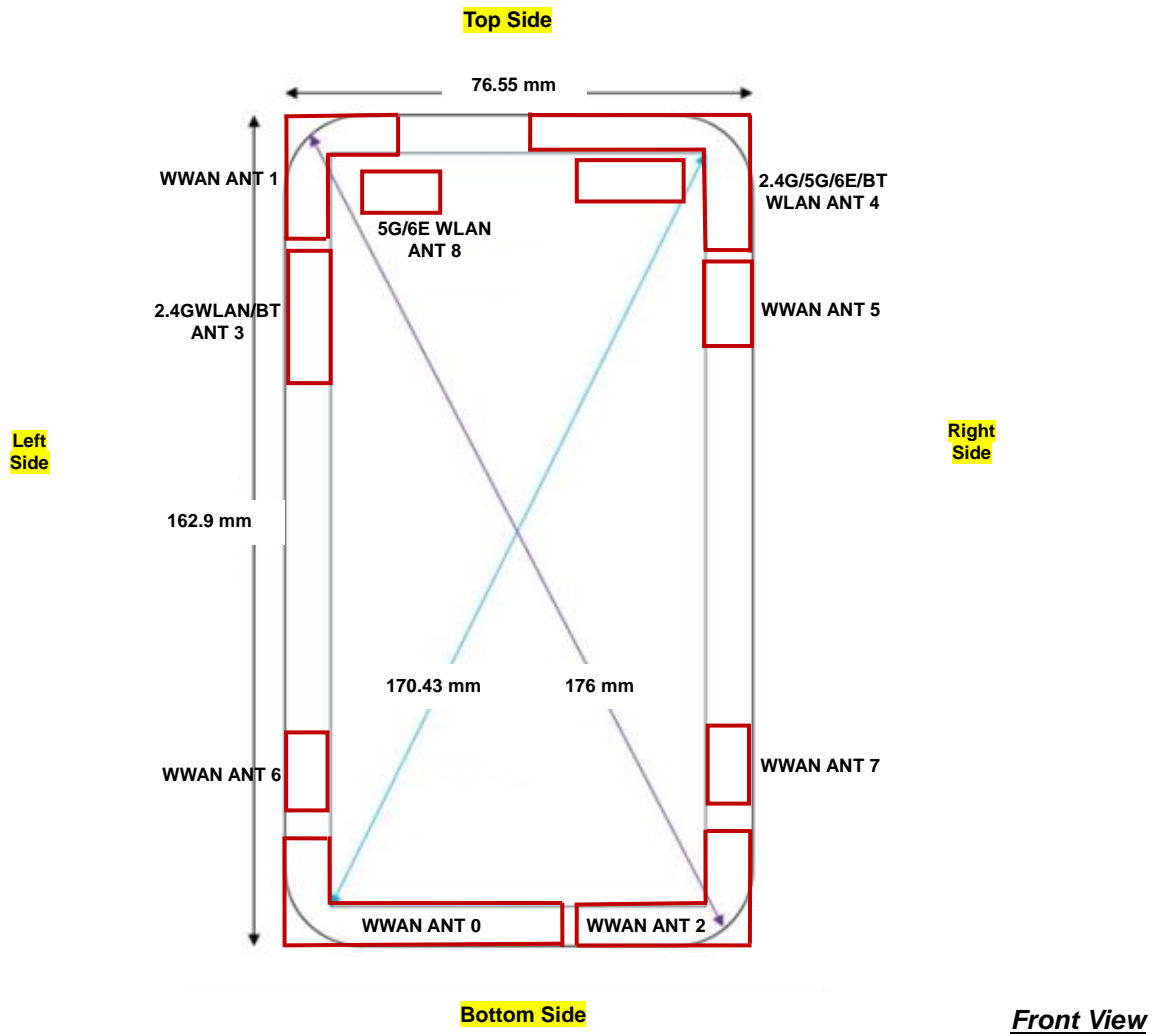 Top Side
76.55 mm
WWAN ANT 1
2.4G/5G/6E/BT
WLAN ANT 4
5G/6E WLAN
ANT 8
2.4GWLAN/BT
ANT 3
WWAN ANT 5
Left
Side
Right
Side
162.9 mm
170.43 mm
176 mm
WWAN ANT 6
WWAN ANT 7
WWAN ANT 0
WWAN ANT 2
Bottom Side
Front View